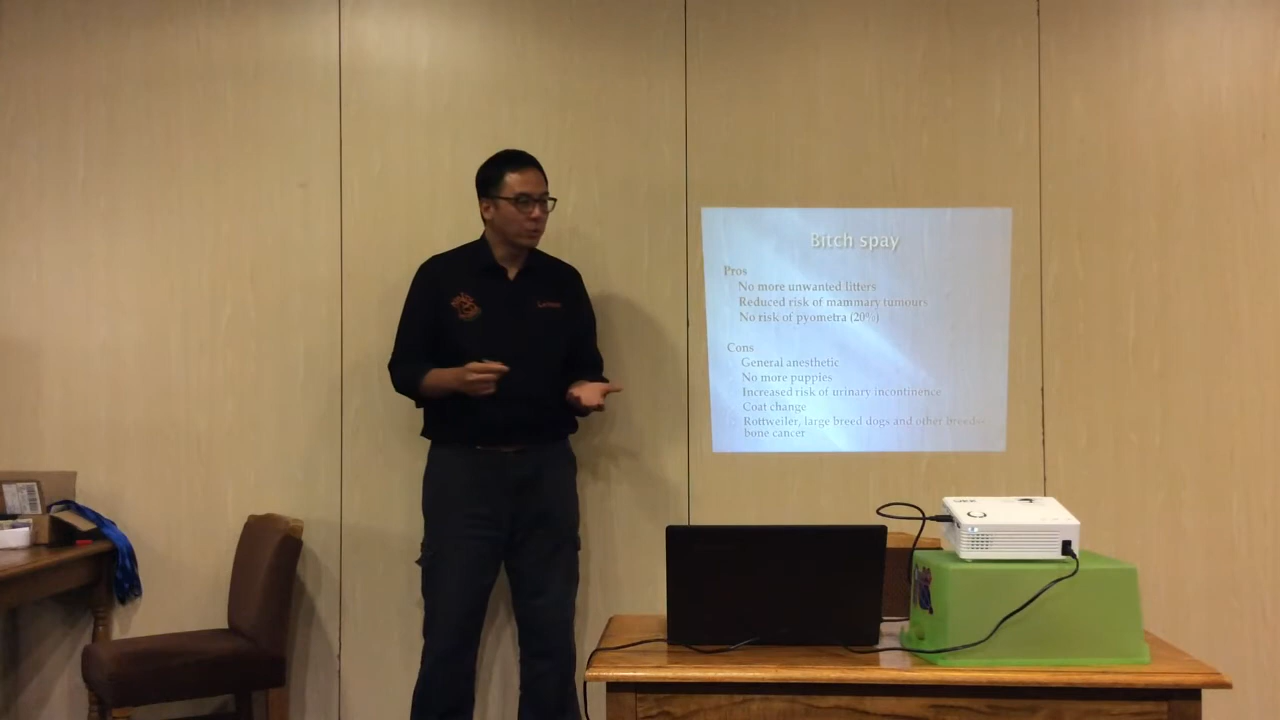 Bitch spay
Pros
No more unwanted litters
Reduced risk of mammary tumours
No risk of pyometra (20%)
Cons
General anesthetic
No more puppies
Increased risk of urinary incontinence
Coat change
Rottweiler, large breed dogs and other breeds--
bone cancer